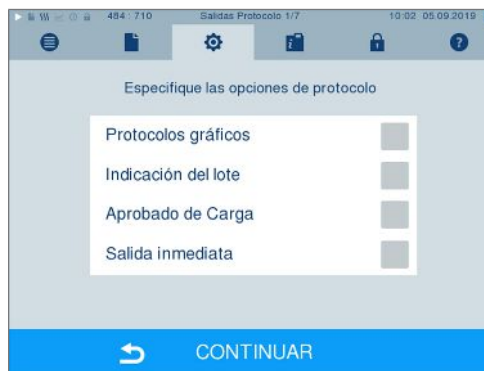 484 : 710 Salidas Protocolo 1/7 10:02 05.09.2019
Especifique las opciones de protocolo
Protocolos gráficos
Indicación del lote
Aprobado de Carga
Salida inmediata
CONTINUAR